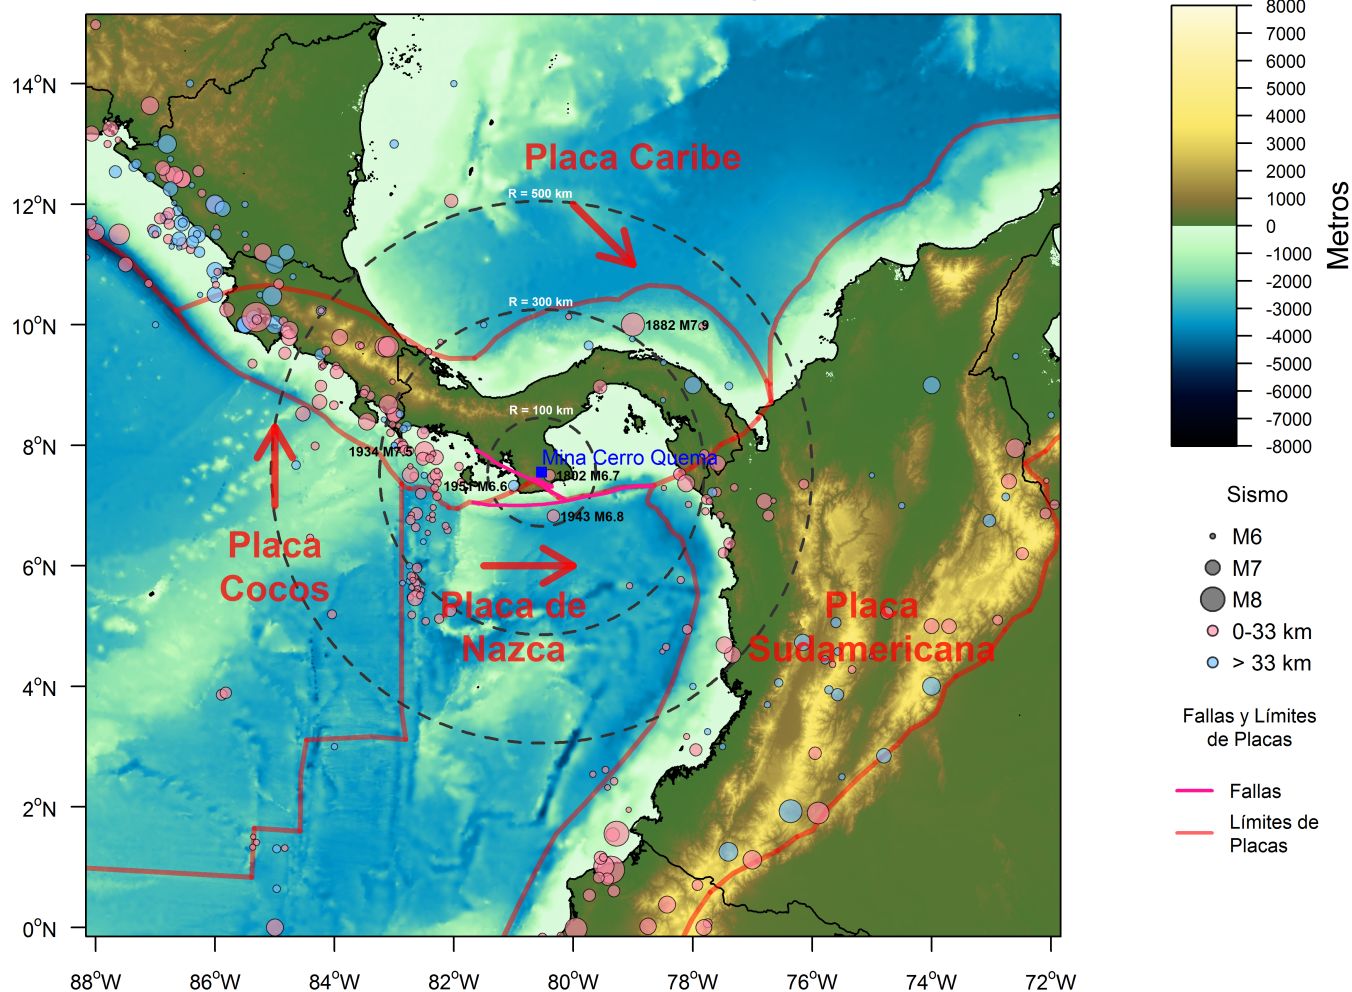 14°N
12°N
10°N
8°N
6°N
4°N
2°N
0°N
88°W
86°W
84°W
82°W
80°W
78°W
76°W
74°W
72°W
Placa Caribe
R = 500 km
R = 300 km
1882 M7.9
R = 100 km
1934 M7.5
Mina Cerro Quema
1802 M6.7
1951 M6.6
1943 M6.8
Placa
Cocos
Placa de
Nazca
Placa
Sudamericana
8000
7000
6000
5000
4000
3000
2000
1000
0
-1000
-2000
-3000
-4000
-5000
-6000
-7000
-8000
Metros
Sismo
M6
M7
M8
0-33 km
> 33 km
Fallas y Límites
de Placas
Fallas
Límites de
Placas